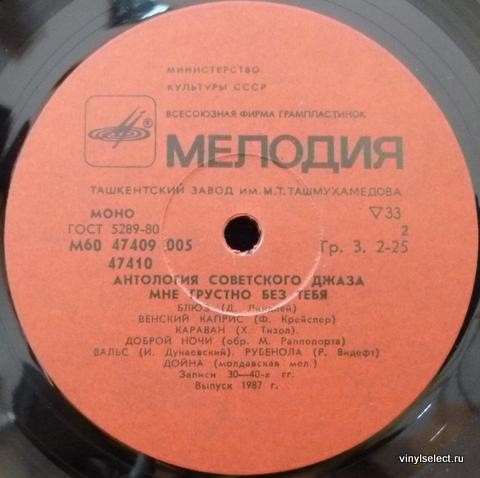 МИНИСТЕРСТВО
КУЛЬТУРЫ СССР
ВСЕСОЮЗНАЯ ФИРМА ГРАМПЛАСТИНОК
МЕЛОДИЯ
ТАШКЕНТСКИЙ ЗАВОД ИМ. М.Т. ТАШМУХАМЕДОВА
МОНО ▽33
ГОСТ 5289-80 2
М60 47409 005 Гр. 3. 2-25
47410
АНТОЛОГИЯ СОВЕТСКОГО ДЖАЗА
МНЕ ГРУСТНО БЕЗ ТЕБЯ
БЛЮЗ (Д.
ВЕНСКИЙ КАПРИС (Ф. Крейслер)
КАРАВАН (Х. Тизол).
ДОБРОЙ НОЧИ (обр. М. Раппопорта)
ВАЛЬС (И. Дунаевский). РУБЕНОЛА (Р. Видефт)
ДОЙНА (молдавская мел.)
Записи 30—40-х гг.
Выпуск 1987 г.
vinylselect.ru